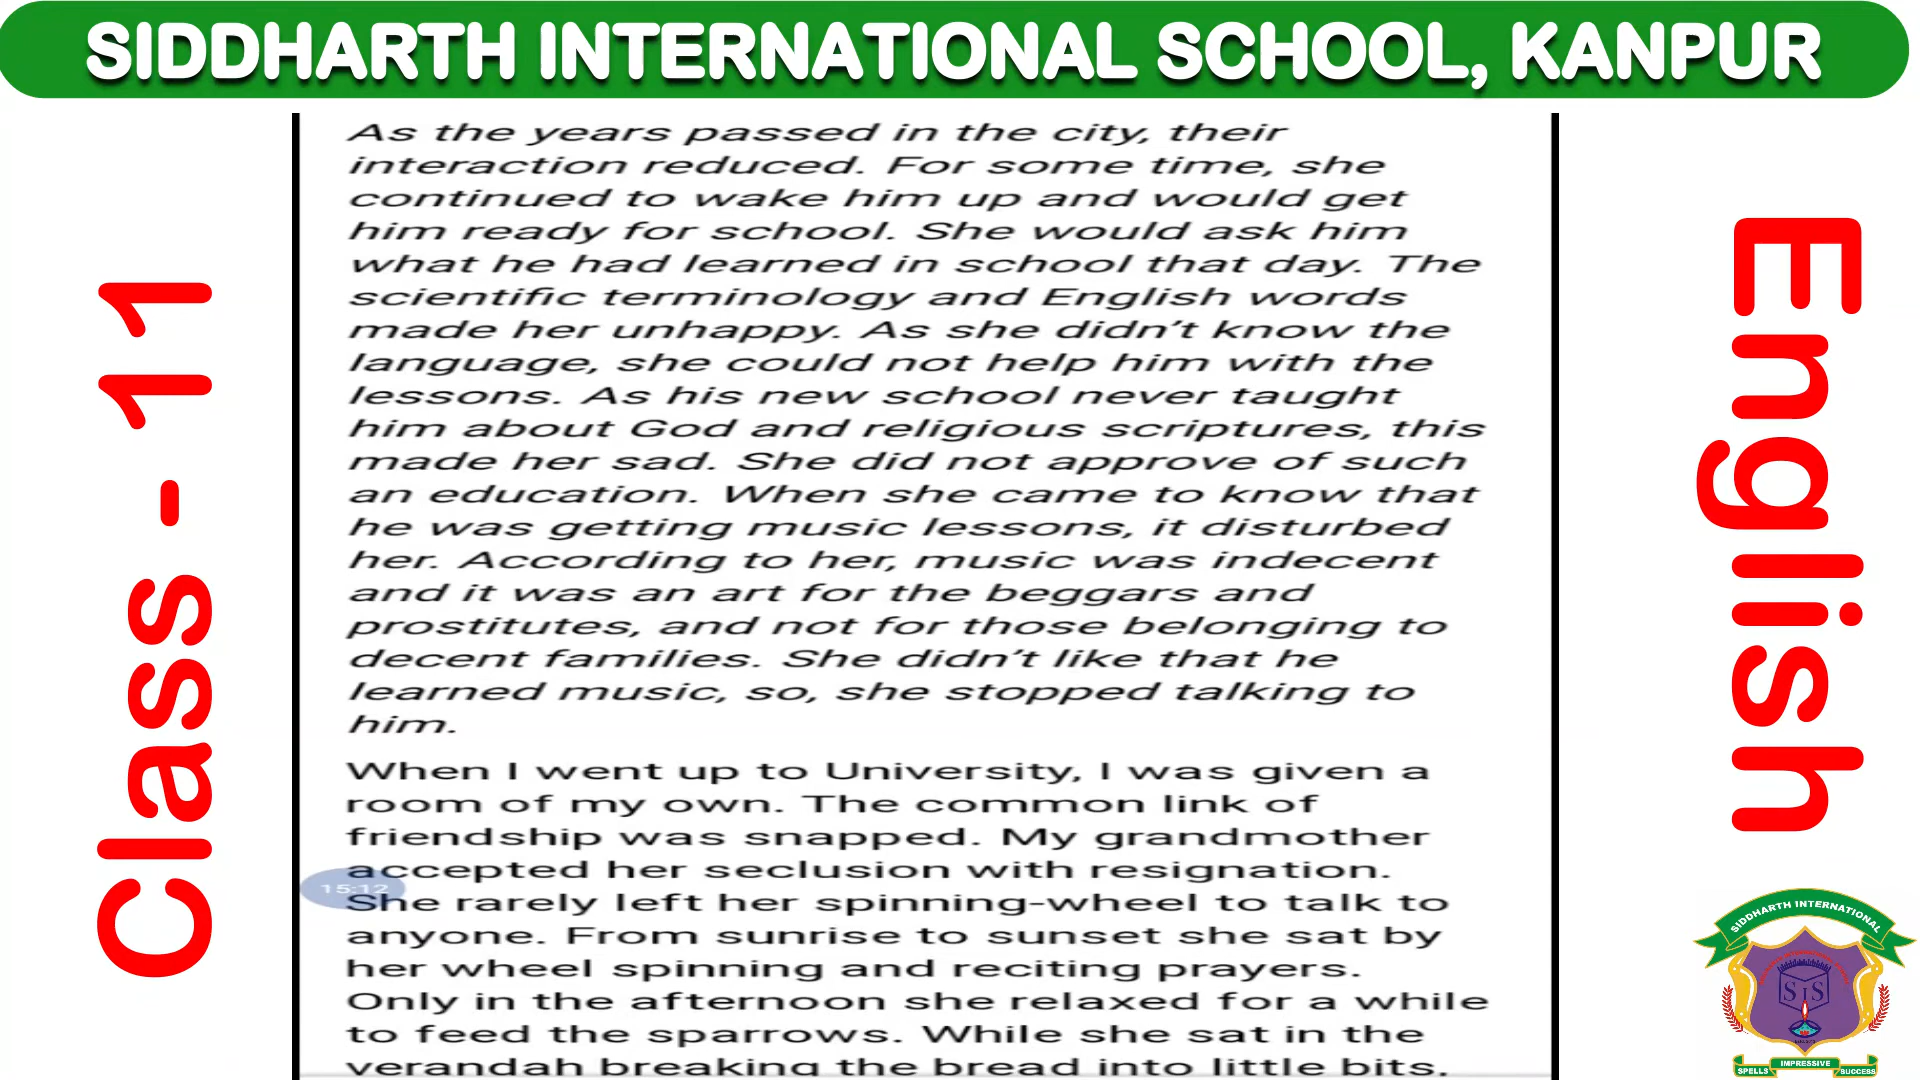 SIDDHARTH INTERNATIONAL SCHOOL, KANPUR
Class - 11
As the years passed in the city, their
interaction reduced. For some time, she
continued to wake him up and would get
him ready for school. She would ask him
what he had learned in school that day. The
scientific terminology and English words
made her unhappy. As she didn’t know the
language, she could not help him with the
lessons. As his new school never taught
him about God and religious scriptures, this
made her sad. She did not approve of such
an education. When she came to know that
he was getting music lessons, it disturbed
her. According to her, music was indecent
and it was an art for the beggars and
prostitutes, and not for those belonging to
decent families. She didn’t like that he
learned music, so, she stopped talking to
him.
When I went up to University, I was given a
room of my own. The common link of
friendship was snapped. My grandmother
accepted her seclusion with resignation.
15:12
She rarely left her spinning-wheel to talk to
anyone. From sunrise to sunset she sat by
her wheel spinning and reciting prayers.
Only in the afternoon she relaxed for a while
to feed the sparrows. While she sat in the
verandah breaking the bread into little bits,
English
SIDDHARTH INTERNATIONAL
SIS
SPELLS IMPRESSIVE SUCCESS